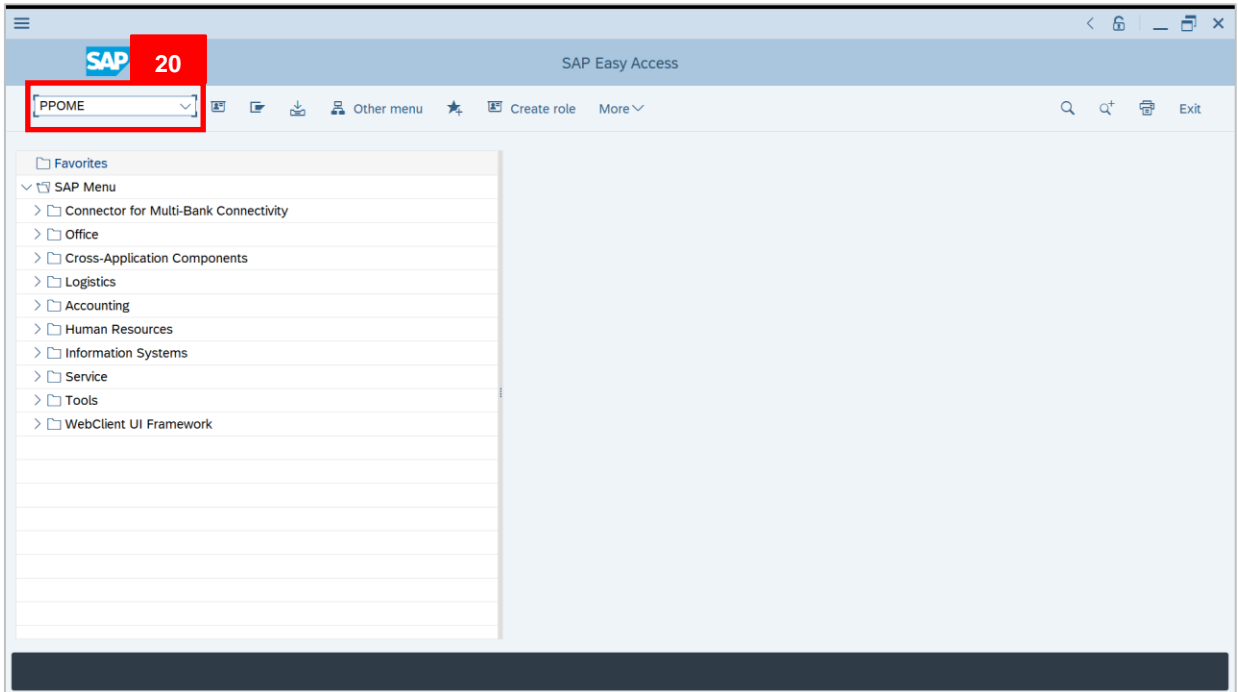 SAP
20
SAP Easy Access
PPOME
Other menu
Create role
More
Exit
Favorites
SAP Menu
Connector for Multi-Bank Connectivity
Office
Cross-Application Components
Logistics
Accounting
Human Resources
Information Systems
Service
Tools
WebClient UI Framework